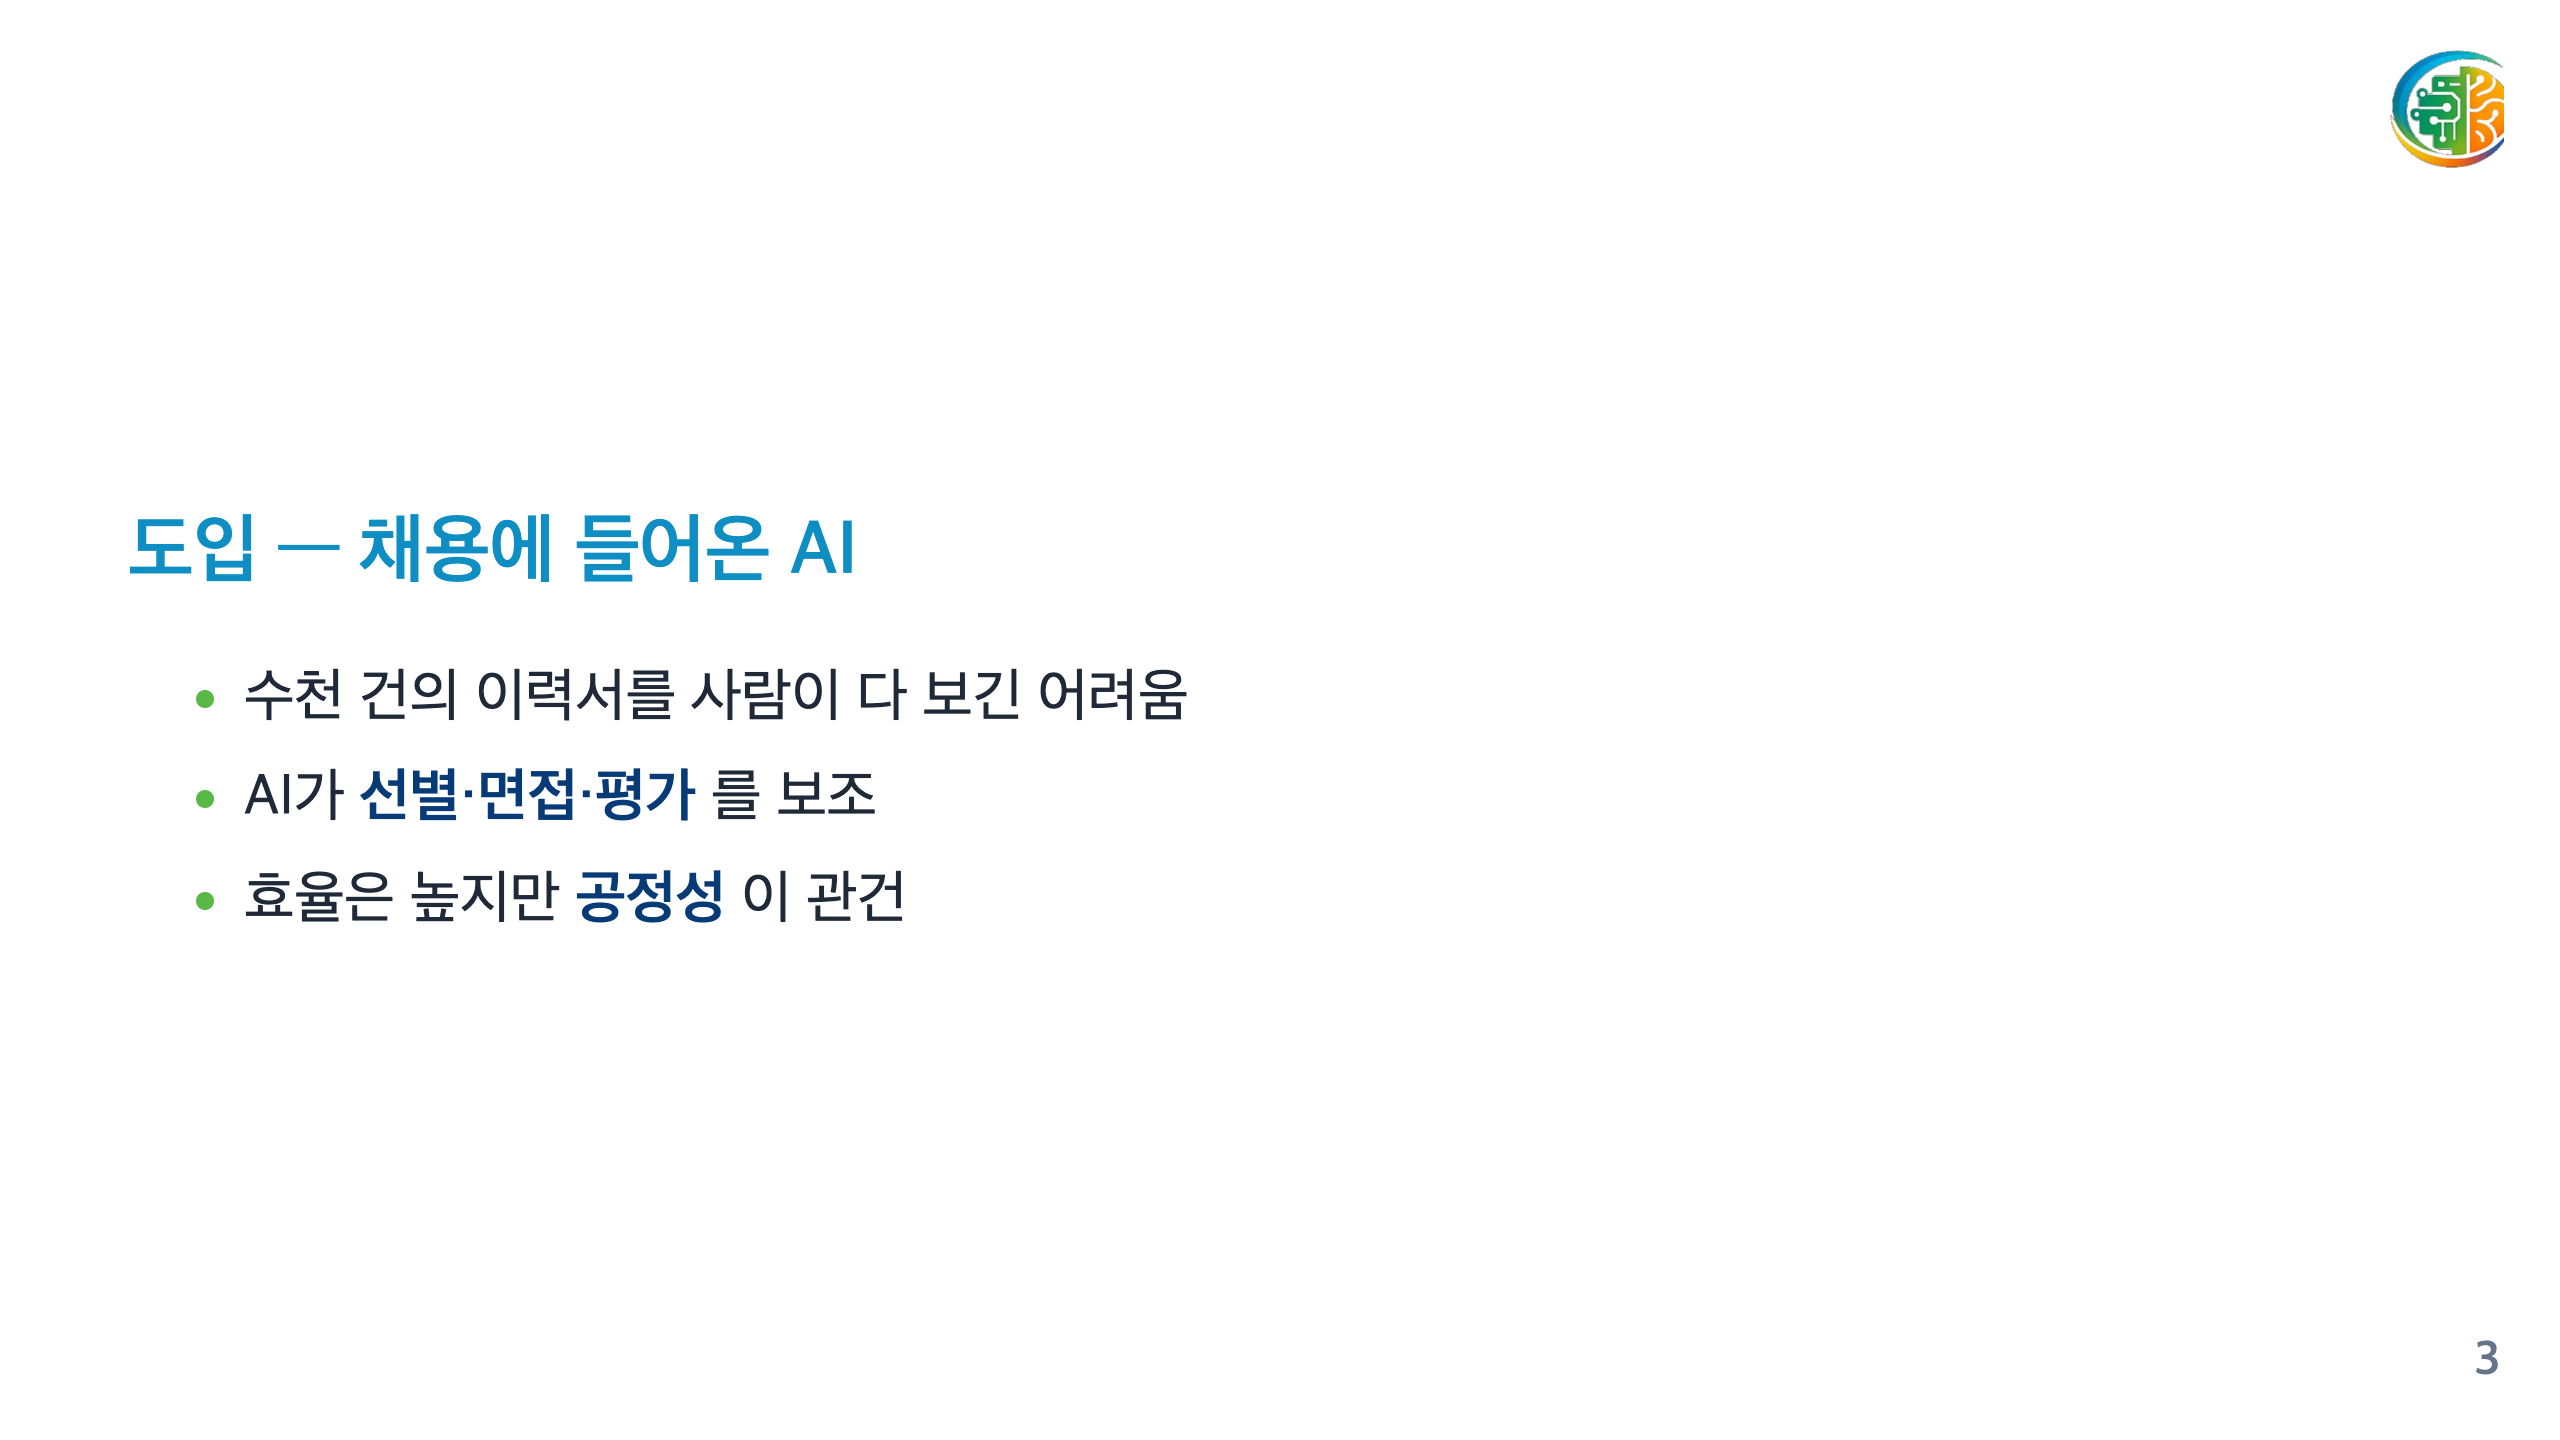 도입 — 채용에 들어온 AI
수천 건의 이력서를 사람이 다 보긴 어려움
AI가 선별·면접·평가 를 보조
효율은 높지만 공정성 이 관건
3